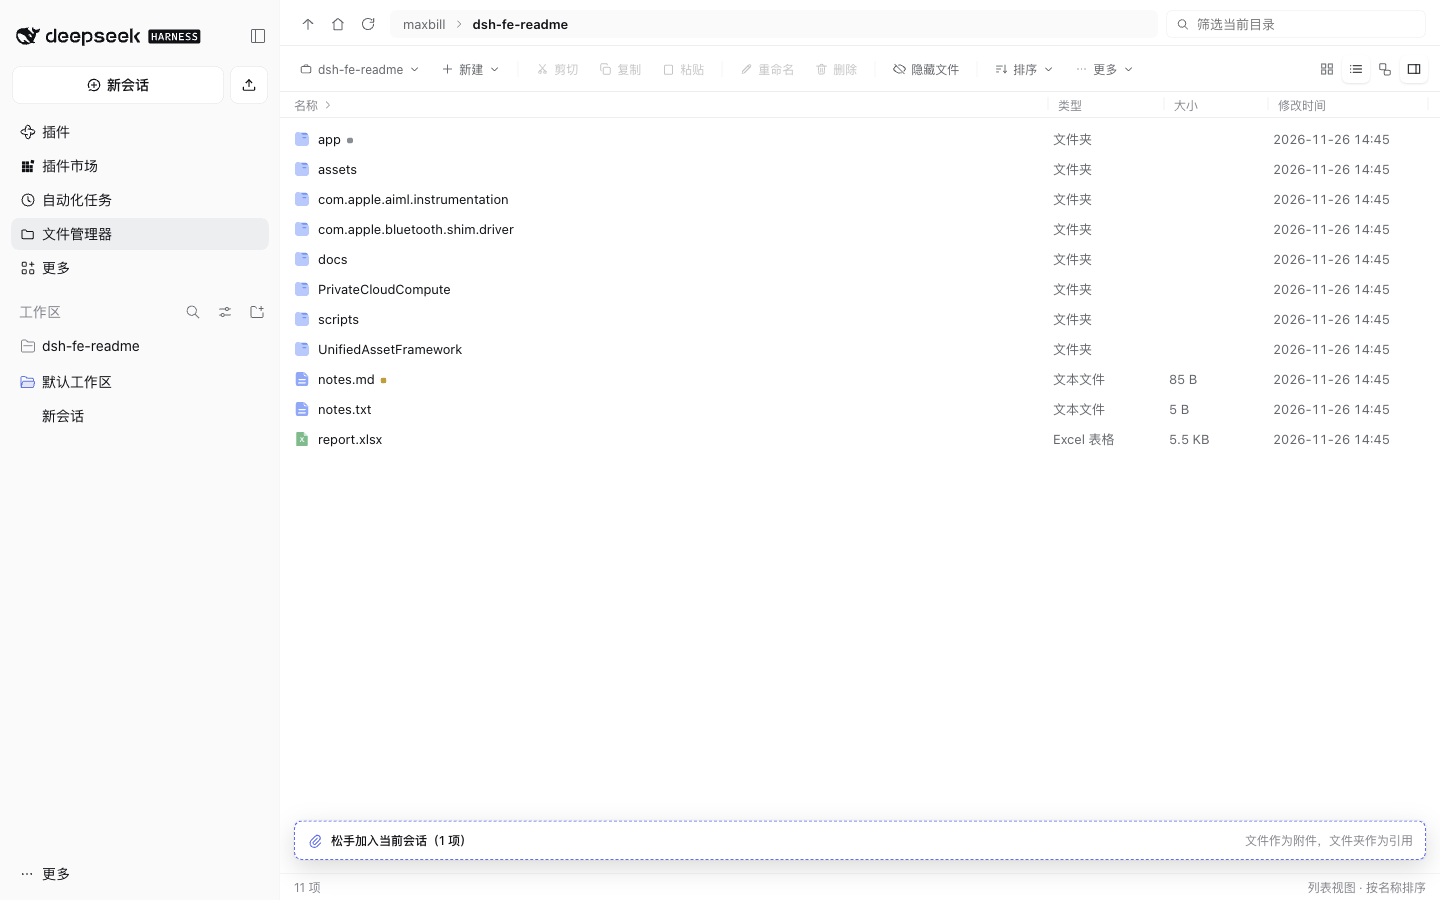 deepseek HARNESS
新会话
插件
插件市场
自动化任务
文件管理器
更多
工作区
dsh-fe-readme
默认工作区
新会话
更多
maxbill > dsh-fe-readme
筛选当前目录
dsh-fe-readme 新建 剪切 复制 粘贴 重命名 删除 隐藏文件 排序 更多
名称 类型 大小 修改时间
app 文件夹 2026-11-26 14:45
assets 文件夹 2026-11-26 14:45
com.apple.aiml.instrumentation 文件夹 2026-11-26 14:45
com.apple.bluetooth.shim.driver 文件夹 2026-11-26 14:45
docs 文件夹 2026-11-26 14:45
PrivateCloudCompute 文件夹 2026-11-26 14:45
scripts 文件夹 2026-11-26 14:45
UnifiedAssetFramework 文件夹 2026-11-26 14:45
notes.md 文本文件 85 B 2026-11-26 14:45
notes.txt 文本文件 5 B 2026-11-26 14:45
report.xlsx Excel 表格 5.5 KB 2026-11-26 14:45
松手加入当前会话（1 项） 文件作为附件，文件夹作为引用
11 项 列表视图 · 按名称排序